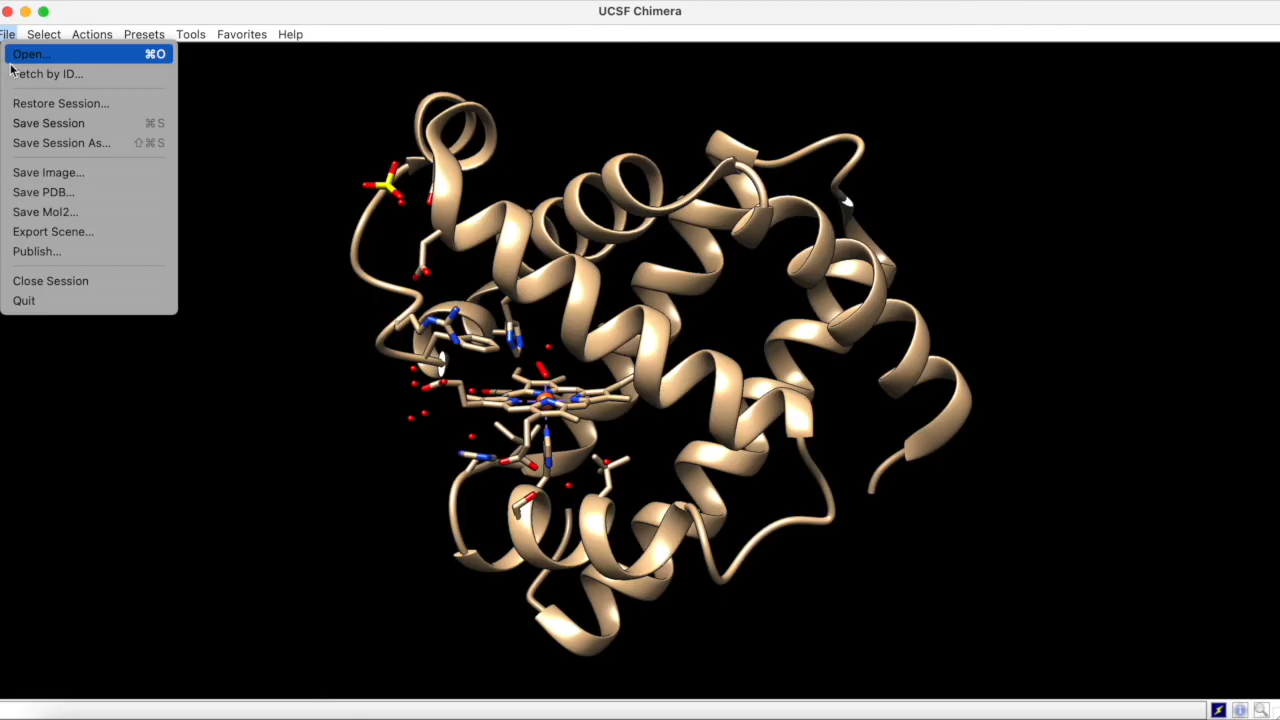 UCSF Chimera
File Select Actions Presets Tools Favorites Help
Open... ⌘O
Fetch by ID...
Restore Session...
Save Session ⌘S
Save Session As... ⇧⌘S
Save Image...
Save PDB...
Save Mol2...
Export Scene...
Publish...
Close Session
Quit